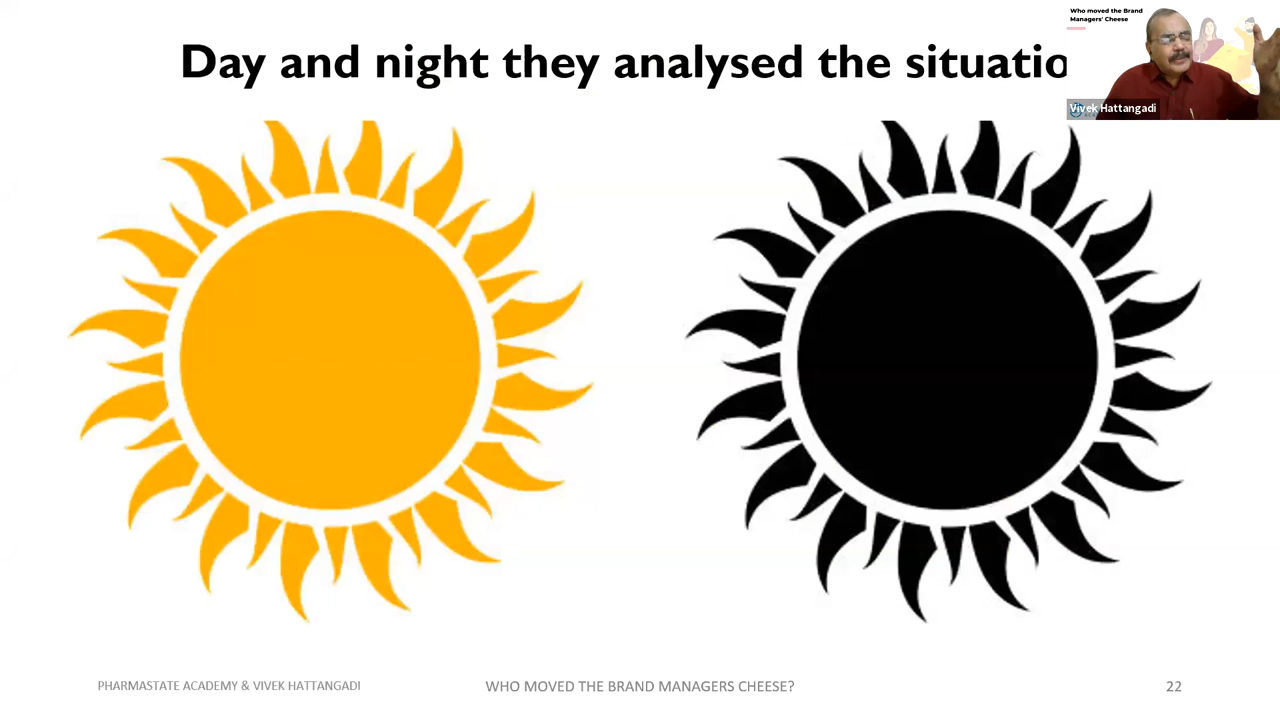 Day and night they analysed the situatio
Who moved the Brand
Managers' Cheese
Vivek Hattangadi
PHARMASTATE ACADEMY & VIVEK HATTANGADI
WHO MOVED THE BRAND MANAGERS CHEESE?
22